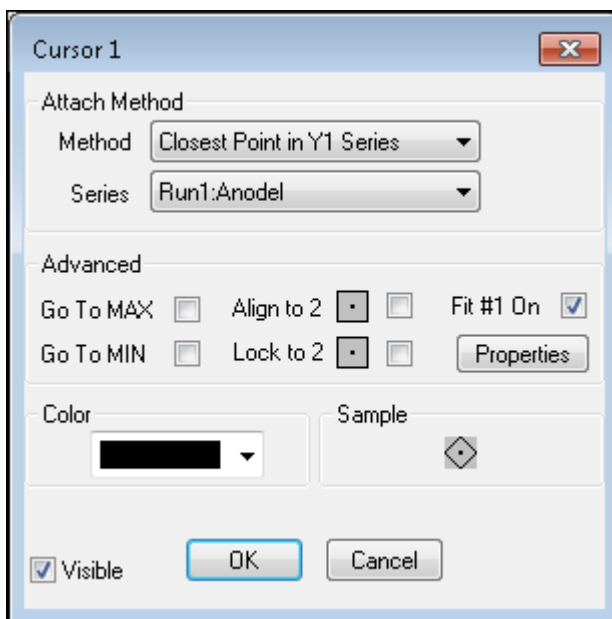 Cursor 1
Attach Method
Method Closest Point in Y1 Series
Series Run1:AnodeI
Advanced
Go To MAX Align to 2 Fit #1 On
Go To MIN Lock to 2 Properties
Color Sample
Visible OK Cancel